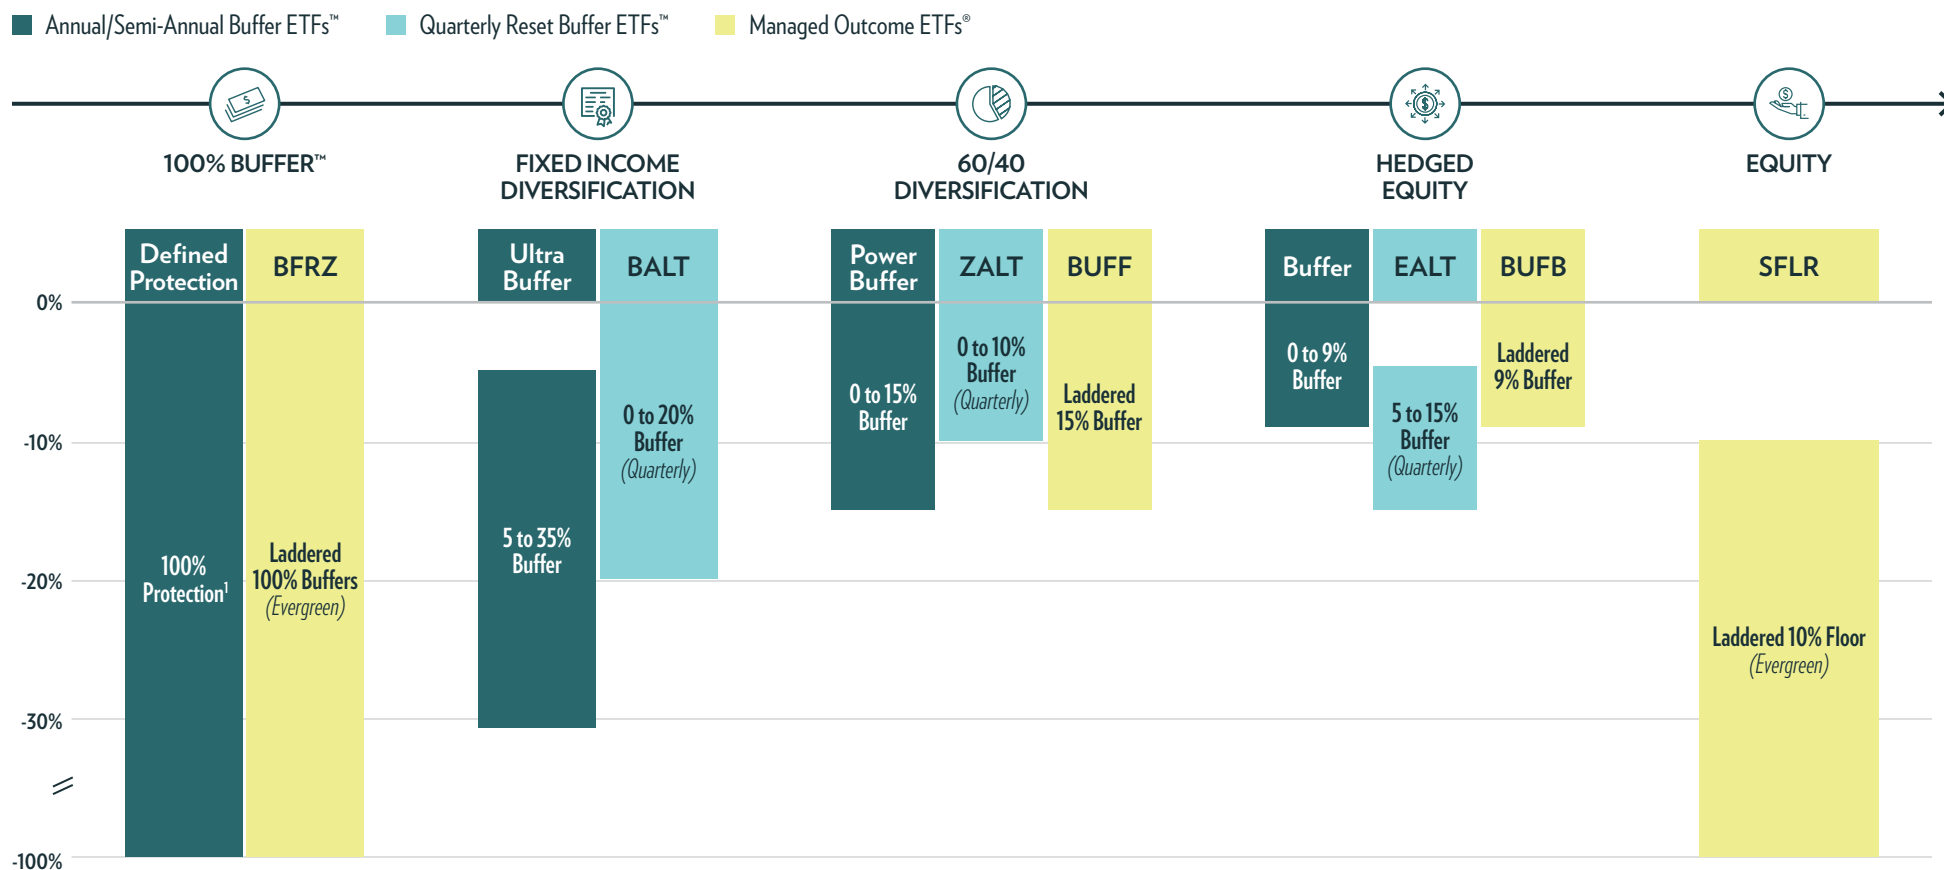 Annual/Semi-Annual Buffer ETFs™
Quarterly Reset Buffer ETFs™
Managed Outcome ETFs®
100% BUFFER™
FIXED INCOME
DIVERSIFICATION
60/40
DIVERSIFICATION
HEDGED
EQUITY
EQUITY
Defined
Protection
BFRZ
Ultra
Buffer
BALT
Power
Buffer
ZALT
BUFF
Buffer
EALT
BUFB
SFLR
0%
-10%
-20%
-30%
-100%
100%
Protection¹
Laddered
100% Buffers
(Evergreen)
5 to 35%
Buffer
0 to 20%
Buffer
(Quarterly)
0 to 15%
Buffer
0 to 10%
Buffer
(Quarterly)
Laddered
15% Buffer
0 to 9%
Buffer
5 to 15%
Buffer
(Quarterly)
Laddered
9% Buffer
Laddered 10% Floor
(Evergreen)